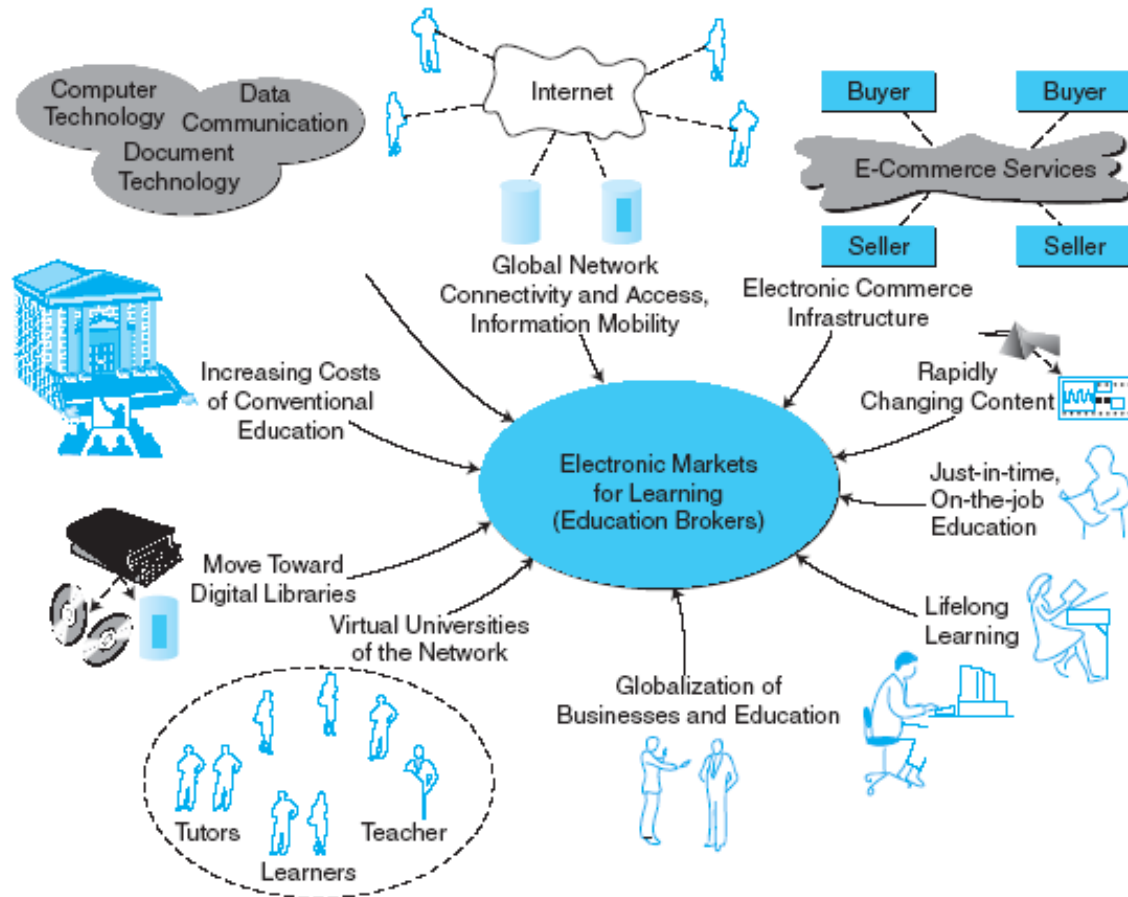 Computer
Technology
Data
Communication
Document
Technology
Internet
Buyer
Buyer
E-Commerce Services
Seller
Seller
Global Network
Connectivity and Access,
Information Mobility
Electronic Commerce
Infrastructure
Increasing Costs
of Conventional
Education
Rapidly
Changing Content
Electronic Markets
for Learning
(Education Brokers)
Just-in-time,
On-the-job
Education
Move Toward
Digital Libraries
Virtual Universities
of the Network
Lifelong
Learning
Globalization of
Businesses and Education
Tutors
Teacher
Learners